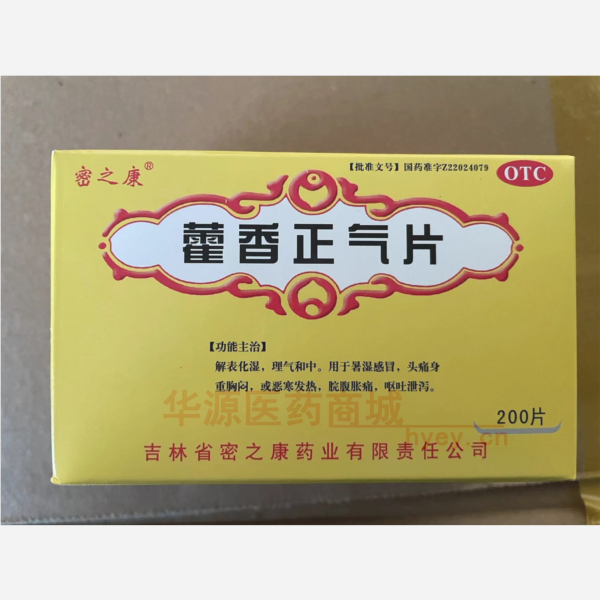 密之康®
【批准文号】国药准字Z22024079
OTC
藿香正气片
【功能主治】
解表化湿，理气和中。用于暑湿感冒，头痛身
重胸闷，或恶寒发热，脘腹胀痛，呕吐泄泻。
华源医药商城
hyey.cn
200片
吉林省密之康药业有限责任公司